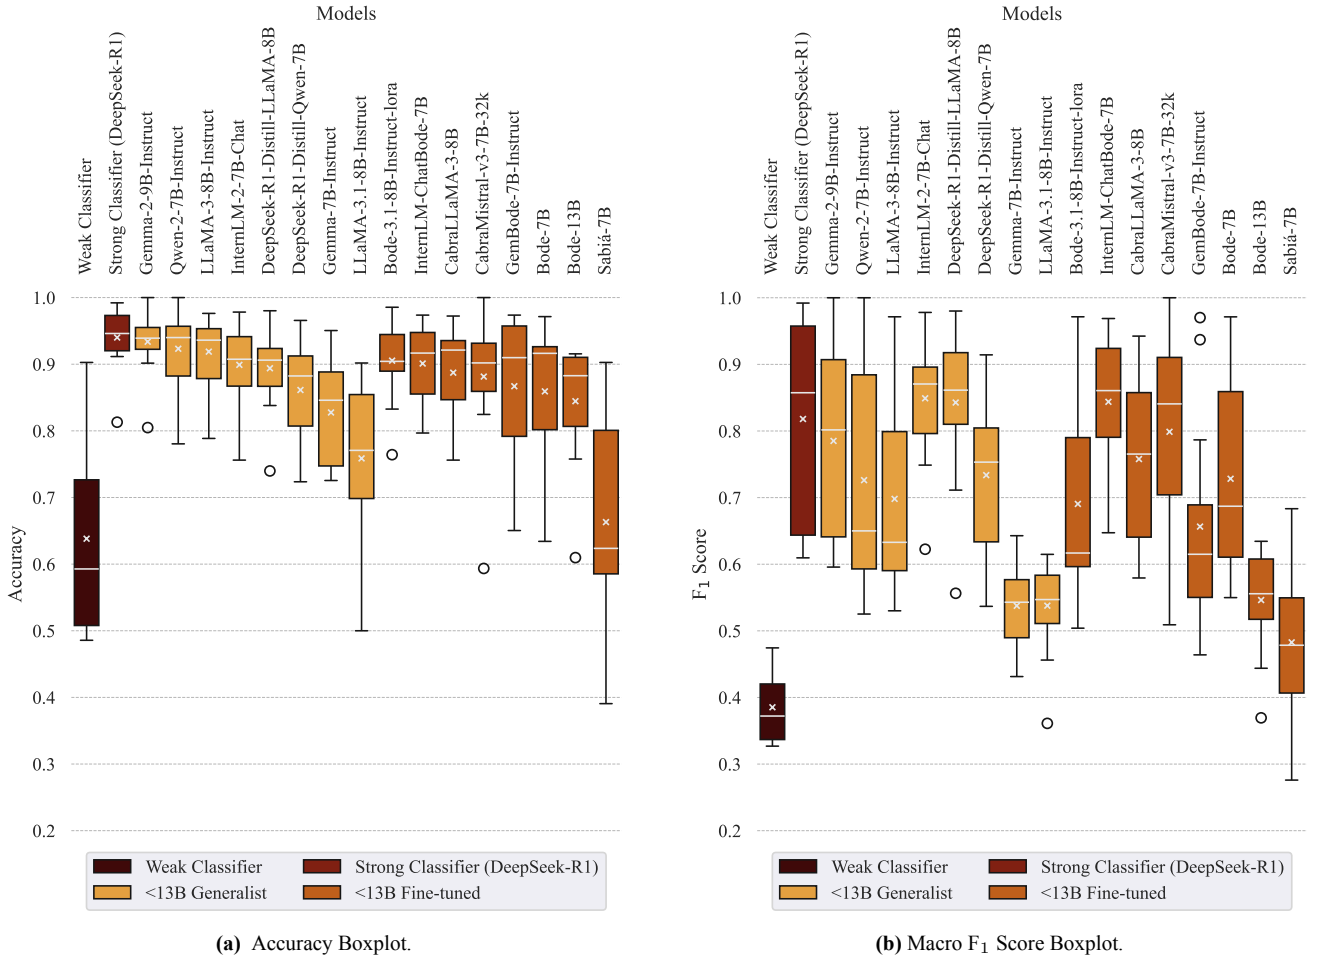 Models
Weak Classifier
Strong Classifier (DeepSeek-R1)
Gemma-2-9B-Instruct
Qwen-2-7B-Instruct
LLaMA-3-8B-Instruct
InternLM-2-7B-Chat
DeepSeek-R1-Distill-LLaMA-8B
DeepSeek-R1-Distill-Qwen-7B
Gemma-7B-Instruct
LLaMA-3.1-8B-Instruct
Bode-3.1-8B-Instruct-lora
InternLM-ChatBode-7B
CabraLLaMA-3-8B
CabraMistral-v3-7B-32k
GemBode-7B-Instruct
Bode-7B
Bode-13B
Sabiá-7B
1.0
0.9
0.8
0.7
0.6
0.5
0.4
0.3
0.2
Accuracy
Weak Classifier
Strong Classifier (DeepSeek-R1)
<13B Generalist
<13B Fine-tuned
(a) Accuracy Boxplot.
Models
Weak Classifier
Strong Classifier (DeepSeek-R1)
Gemma-2-9B-Instruct
Qwen-2-7B-Instruct
LLaMA-3-8B-Instruct
InternLM-2-7B-Chat
DeepSeek-R1-Distill-LLaMA-8B
DeepSeek-R1-Distill-Qwen-7B
Gemma-7B-Instruct
LLaMA-3.1-8B-Instruct
Bode-3.1-8B-Instruct-lora
InternLM-ChatBode-7B
CabraLLaMA-3-8B
CabraMistral-v3-7B-32k
GemBode-7B-Instruct
Bode-7B
Bode-13B
Sabiá-7B
1.0
0.9
0.8
0.7
0.6
0.5
0.4
0.3
0.2
F₁ Score
Weak Classifier
Strong Classifier (DeepSeek-R1)
<13B Generalist
<13B Fine-tuned
(b) Macro F₁ Score Boxplot.